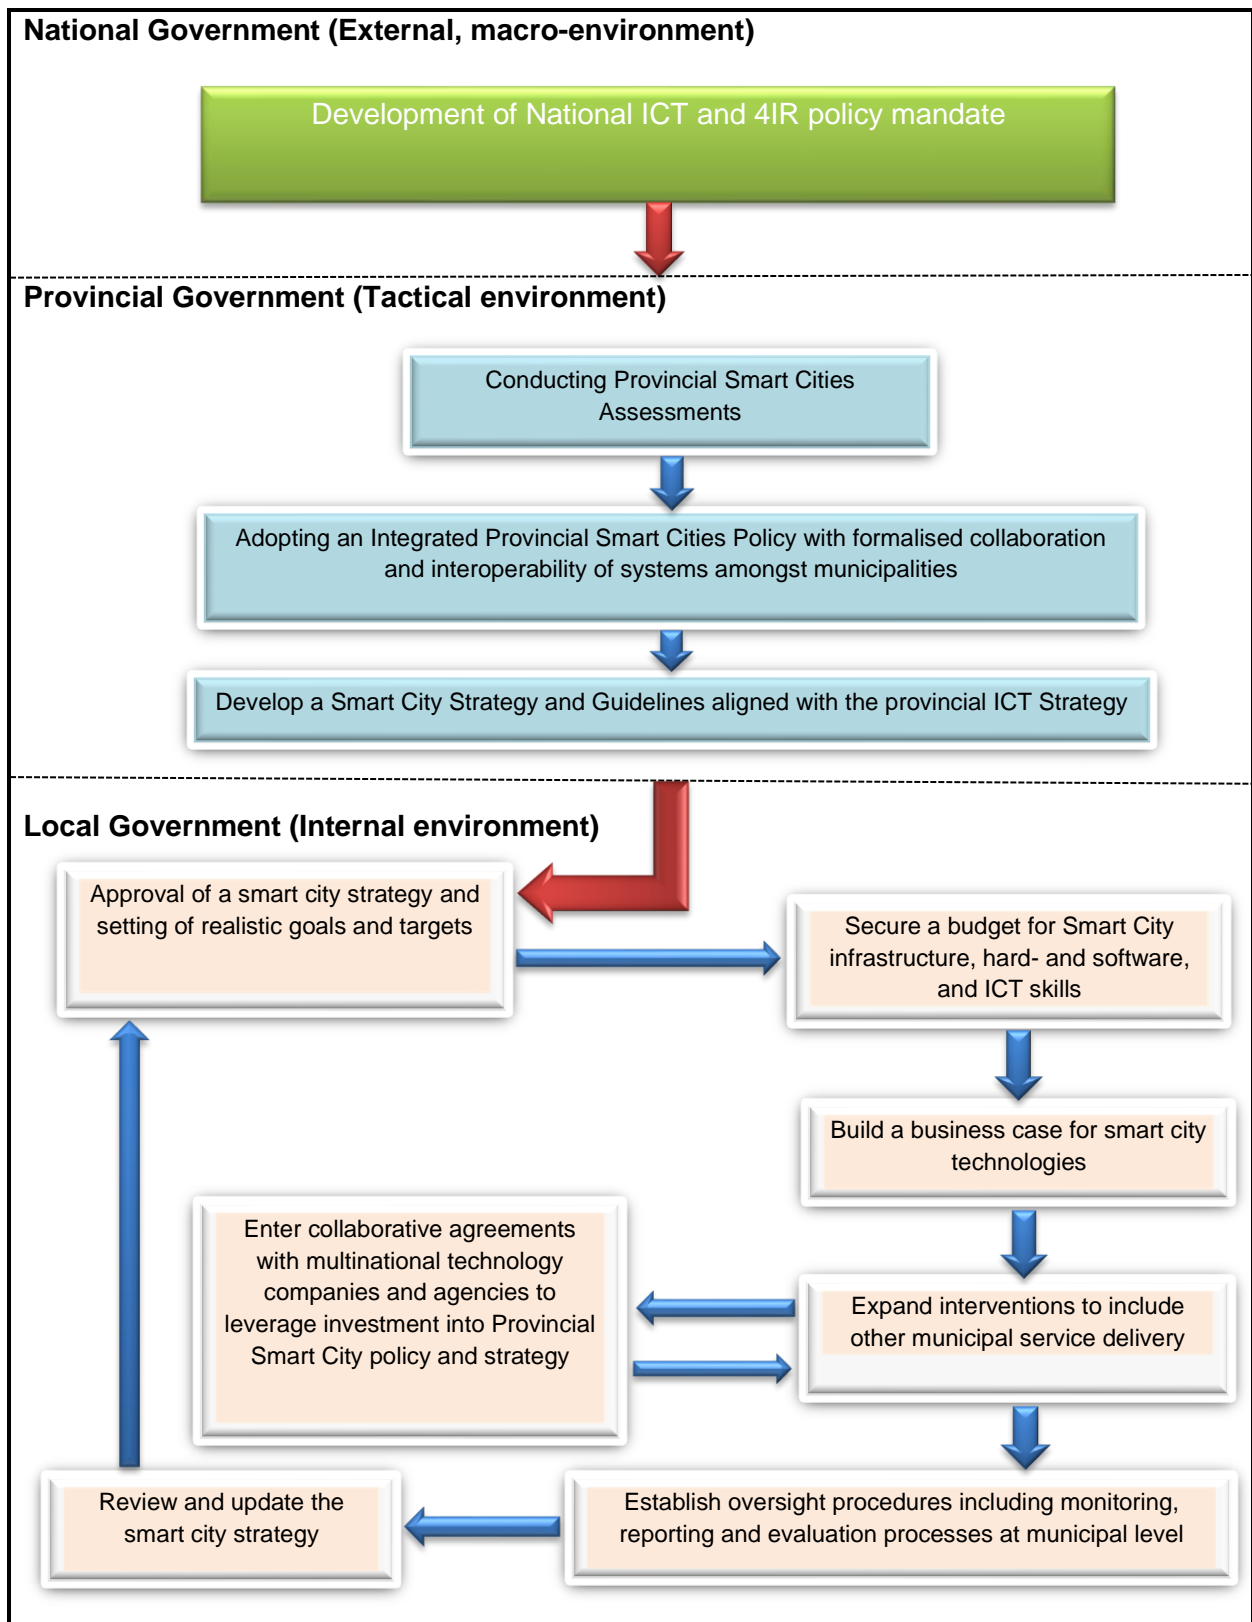 National Government (External, macro-environment)
Development of National ICT and 4IR policy mandate
Provincial Government (Tactical environment)
Conducting Provincial Smart Cities
Assessments
Adopting an Integrated Provincial Smart Cities Policy with formalised collaboration
and interoperability of systems amongst municipalities
Develop a Smart City Strategy and Guidelines aligned with the provincial ICT Strategy
Local Government (Internal environment)
Approval of a smart city strategy and
setting of realistic goals and targets
Secure a budget for Smart City
infrastructure, hard- and software,
and ICT skills
Build a business case for smart city
technologies
Enter collaborative agreements
with multinational technology
companies and agencies to
leverage investment into Provincial
Smart City policy and strategy
Expand interventions to include
other municipal service delivery
Review and update the
smart city strategy
Establish oversight procedures including monitoring,
reporting and evaluation processes at municipal level